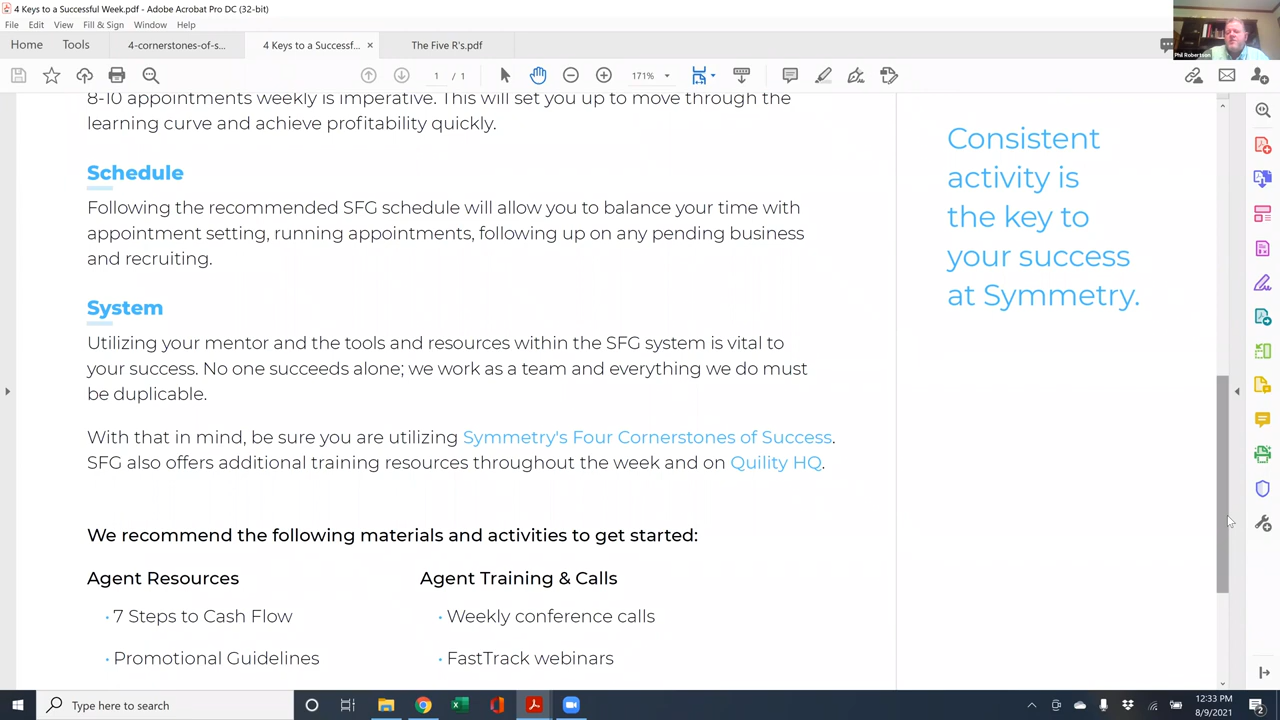 4 Keys to a Successful Week.pdf - Adobe Acrobat Pro DC (32-bit)
File Edit View Fill & Sign Window Help
Home Tools 4-cornerstones-of-s... 4 Keys to a Successf... × The Five R's.pdf
Phil Robertson
1 / 1 171%
8-10 appointments weekly is imperative. This will set you up to move through the
learning curve and achieve profitability quickly.
Schedule
Following the recommended SFG schedule will allow you to balance your time with
appointment setting, running appointments, following up on any pending business
and recruiting.
System
Utilizing your mentor and the tools and resources within the SFG system is vital to
your success. No one succeeds alone; we work as a team and everything we do must
be duplicable.
With that in mind, be sure you are utilizing Symmetry's Four Cornerstones of Success.
SFG also offers additional training resources throughout the week and on Quility HQ.
We recommend the following materials and activities to get started:
Agent Resources
· 7 Steps to Cash Flow
· Promotional Guidelines
Agent Training & Calls
· Weekly conference calls
· FastTrack webinars
Consistent
activity is
the key to
your success
at Symmetry.
Type here to search
12:33 PM
8/9/2021
2